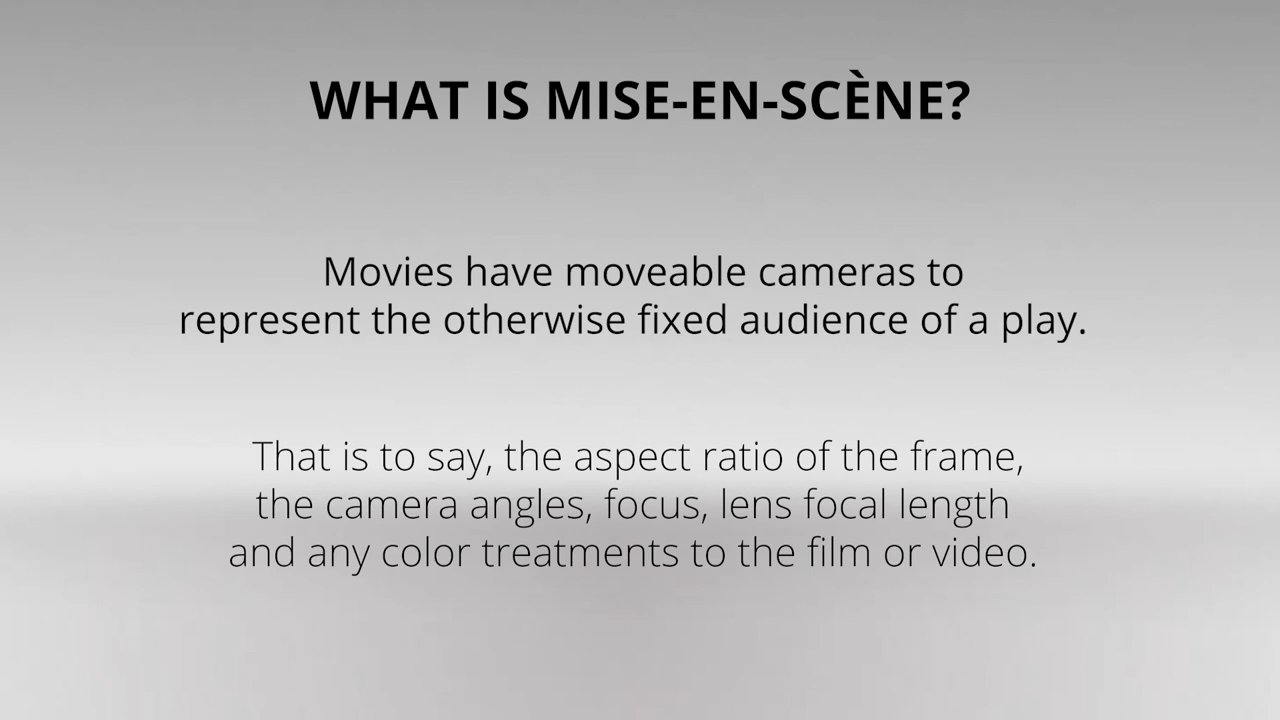 WHAT IS MISE-EN-SCÈNE?
Movies have moveable cameras to
represent the otherwise fixed audience of a play.
That is to say, the aspect ratio of the frame,
the camera angles, focus, lens focal length
and any color treatments to the film or video.